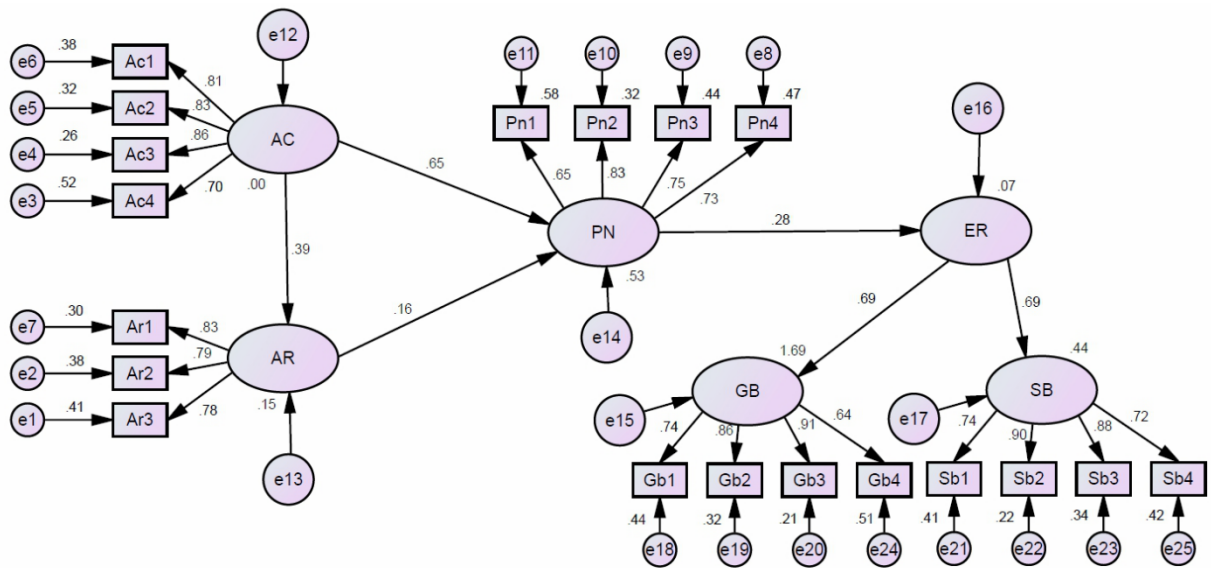 e12
e6 .38 Ac1 .81
e5 .32 Ac2 .83
e4 .26 Ac3 .86
e3 .52 Ac4 .70
AC
.00
.65
.39
e7 .30 Ar1 .83
e2 .38 Ar2 .79
e1 .41 Ar3 .78
AR
.15
e13
.16
e11 e10 e9 e8
.58 .32 .44 .47
Pn1 Pn2 Pn3 Pn4
.65 .83 .75 .73
PN
.53
e14
.28
e16
.07
ER
.69 .69
1.69
GB
e15
.74 .86 .91 .64
Gb1 Gb2 Gb3 Gb4
.44 .32 .21 .51
e18 e19 e20 e24
.44
SB
e17
.74 .90 .88 .72
Sb1 Sb2 Sb3 Sb4
.41 .22 .34 .42
e21 e22 e23 e25